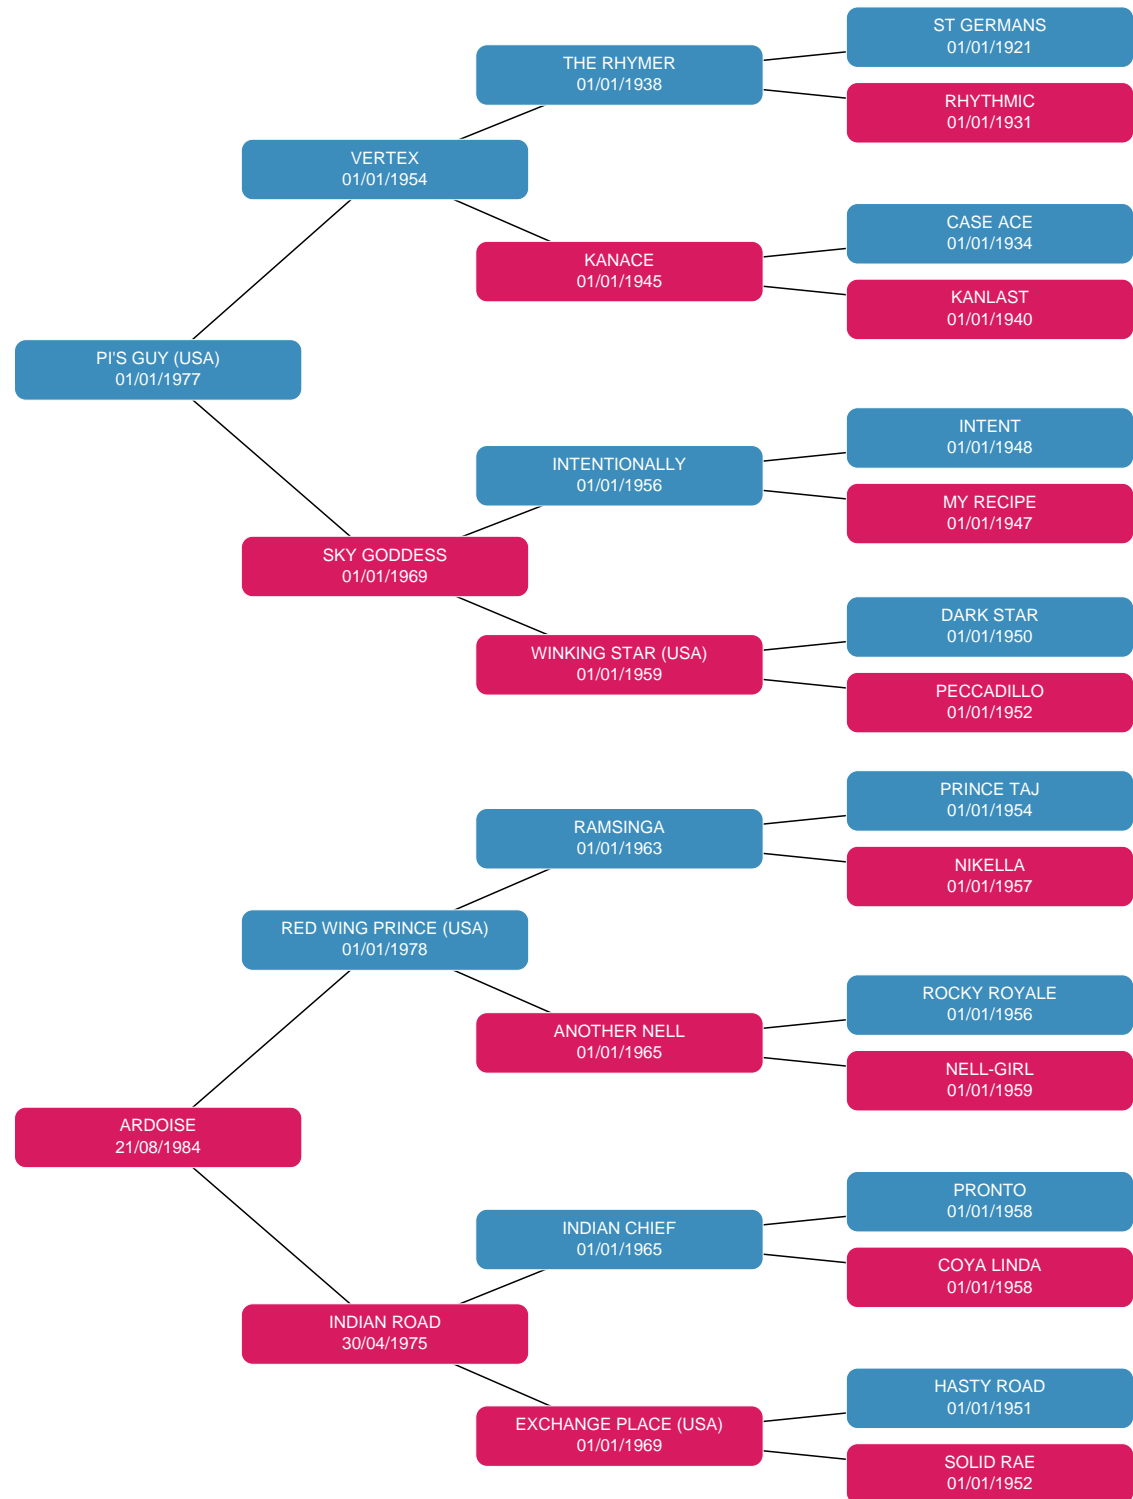 ST GERMANS
01/01/1921
THE RHYMER
01/01/1938
RHYTHMIC
01/01/1931
VERTEX
01/01/1954
CASE ACE
01/01/1934
KANACE
01/01/1945
KANLAST
01/01/1940
PI'S GUY (USA)
01/01/1977
INTENT
01/01/1948
INTENTIONALLY
01/01/1956
MY RECIPE
01/01/1947
SKY GODDESS
01/01/1969
DARK STAR
01/01/1950
WINKING STAR (USA)
01/01/1959
PECCADILLO
01/01/1952
PRINCE TAJ
01/01/1954
RAMSINGA
01/01/1963
NIKELLA
01/01/1957
RED WING PRINCE (USA)
01/01/1978
ROCKY ROYALE
01/01/1956
ANOTHER NELL
01/01/1965
NELL-GIRL
01/01/1959
ARDOISE
21/08/1984
PRONTO
01/01/1958
INDIAN CHIEF
01/01/1965
COYA LINDA
01/01/1958
INDIAN ROAD
30/04/1975
HASTY ROAD
01/01/1951
EXCHANGE PLACE (USA)
01/01/1969
SOLID RAE
01/01/1952